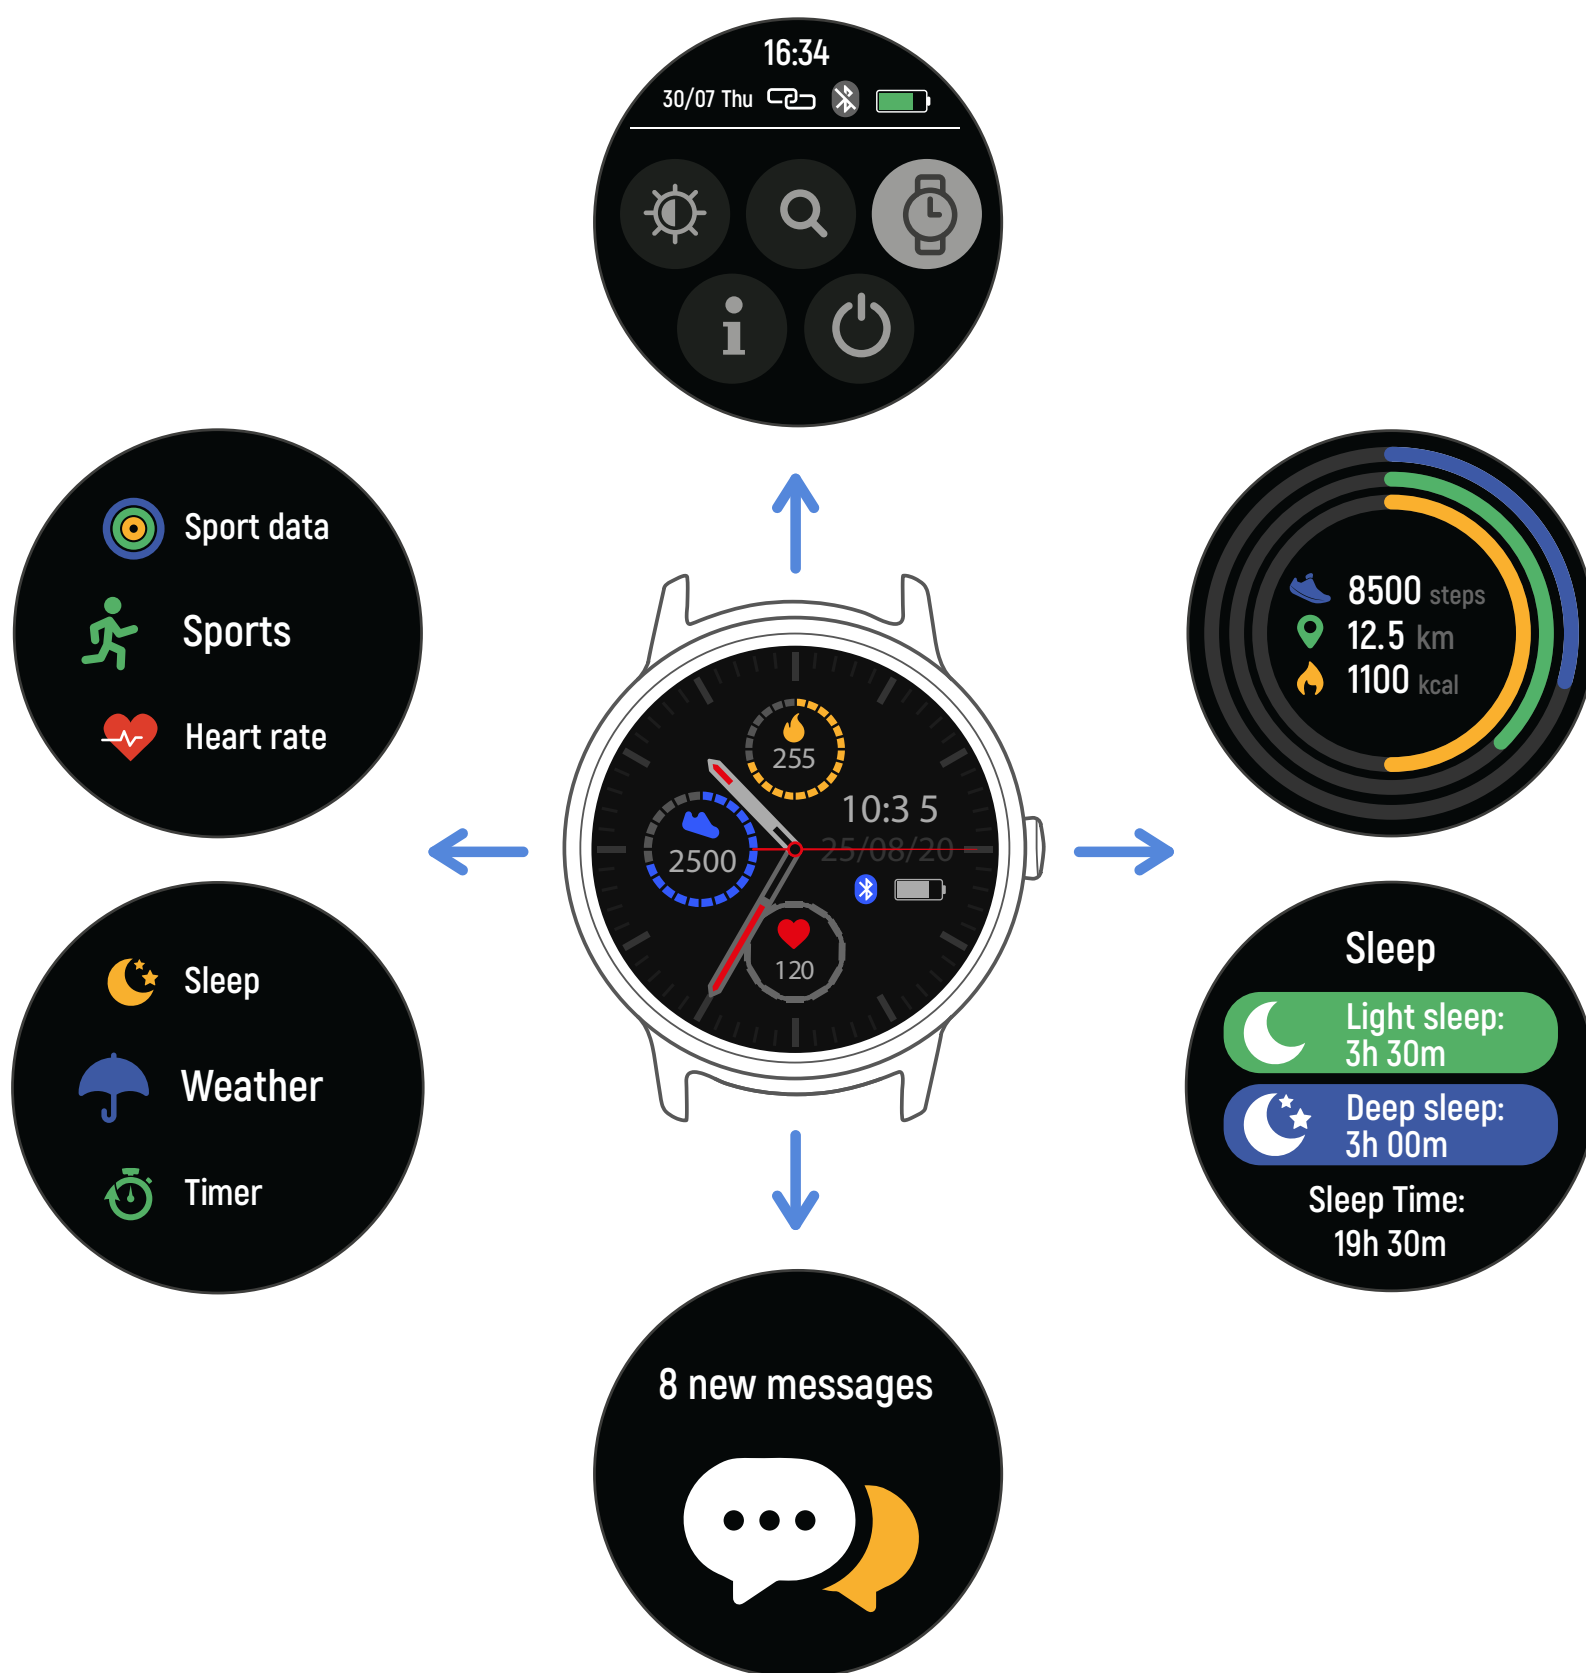 16:34
30/07 Thu
Sport data
Sports
Heart rate
8500 steps
12.5 km
1100 kcal
255
10:3 5
25/08/20
2500
120
Sleep
Weather
Timer
Sleep
Light sleep:
3h 30m
Deep sleep:
3h 00m
Sleep Time:
19h 30m
8 new messages